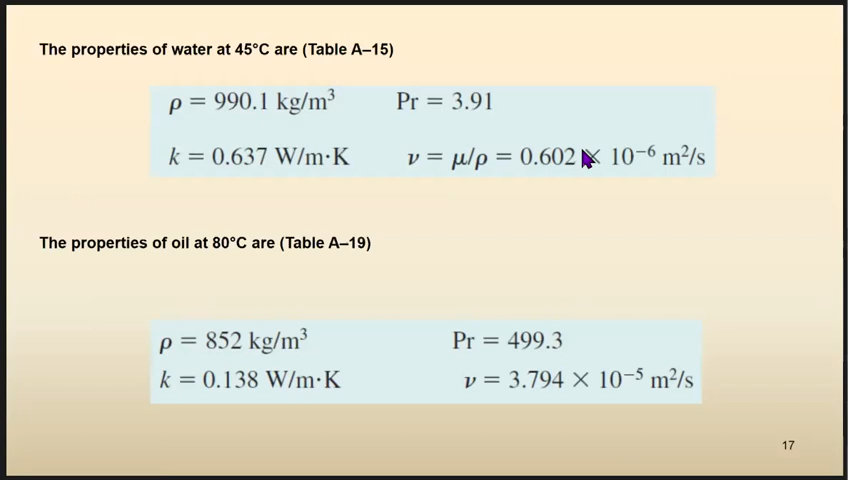 The properties of water at 45°C are (Table A–15)
ρ = 990.1 kg/m³ Pr = 3.91
k = 0.637 W/m·K ν = μ/ρ = 0.602 × 10⁻⁶ m²/s
The properties of oil at 80°C are (Table A–19)
ρ = 852 kg/m³ Pr = 499.3
k = 0.138 W/m·K ν = 3.794 × 10⁻⁵ m²/s
17